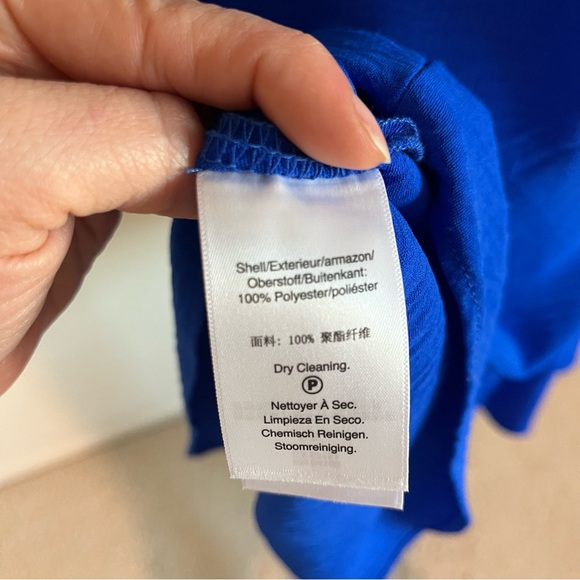 Shell/Exterieur/armazon/
Oberstoff/Buitenkant:
100% Polyester/poliéster
面料: 100% 聚酯纤维
Dry Cleaning.
P
Nettoyer À Sec.
Limpieza En Seco.
Chemisch Reinigen.
Stoomreiniging.